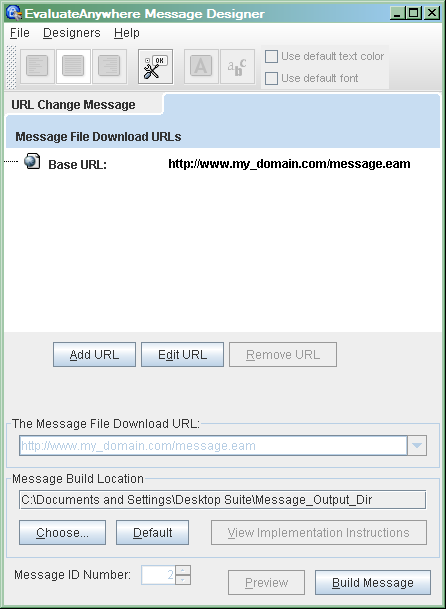 EvaluateAnywhere Message Designer
File Designers Help
OK
A abc Use default text color
Use default font
URL Change Message
Message File Download URLs
Base URL: http://www.my_domain.com/message.eam
Add URL Edit URL Remove URL
The Message File Download URL:
http://www.my_domain.com/message.eam
Message Build Location
C:\Documents and Settings\Desktop Suite\Message_Output_Dir
Choose... Default View Implementation Instructions
Message ID Number: 2
Preview Build Message